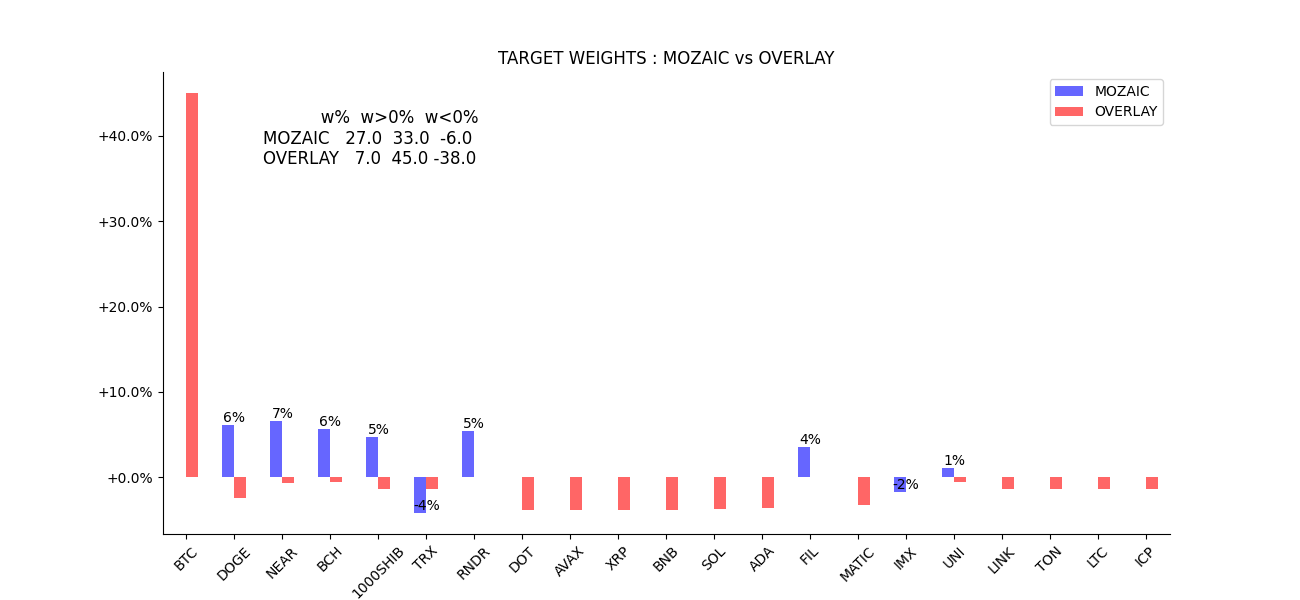 TARGET WEIGHTS : MOZAIC vs OVERLAY
MOZAIC
OVERLAY
w% w>0% w<0%
MOZAIC 27.0 33.0 -6.0
OVERLAY 7.0 45.0 -38.0
+40.0%
+30.0%
+20.0%
+10.0%
+0.0%
6%
7%
6%
5%
-4%
5%
4%
-2%
1%
BTC
DOGE
NEAR
BCH
1000SHIB
TRX
RNDR
DOT
AVAX
XRP
BNB
SOL
ADA
FIL
MATIC
IMX
UNI
LINK
TON
LTC
ICP